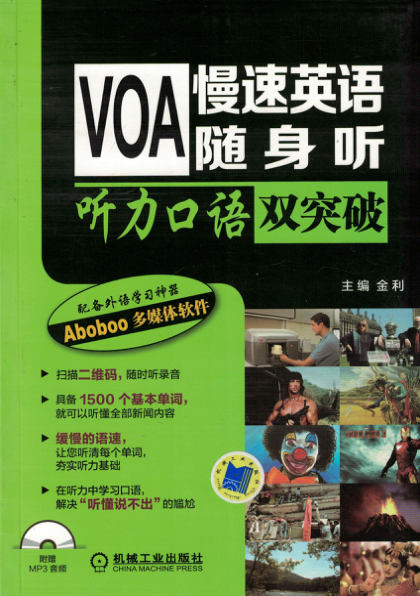 VOA
慢速英语
随身听
听力口语
双突破
主编 金利
配备外语学习神器
Aboboo 多媒体软件
扫描二维码，随时听录音
具备 1500 个基本单词，
就可以听懂全部新闻内容
缓慢的语速，
让您听清每个单词，
夯实听力基础
在听力中学习口语，
解决“听懂说不出”的尴尬
附赠
MP3 音频
机械工业出版社
CHINA MACHINE PRESS